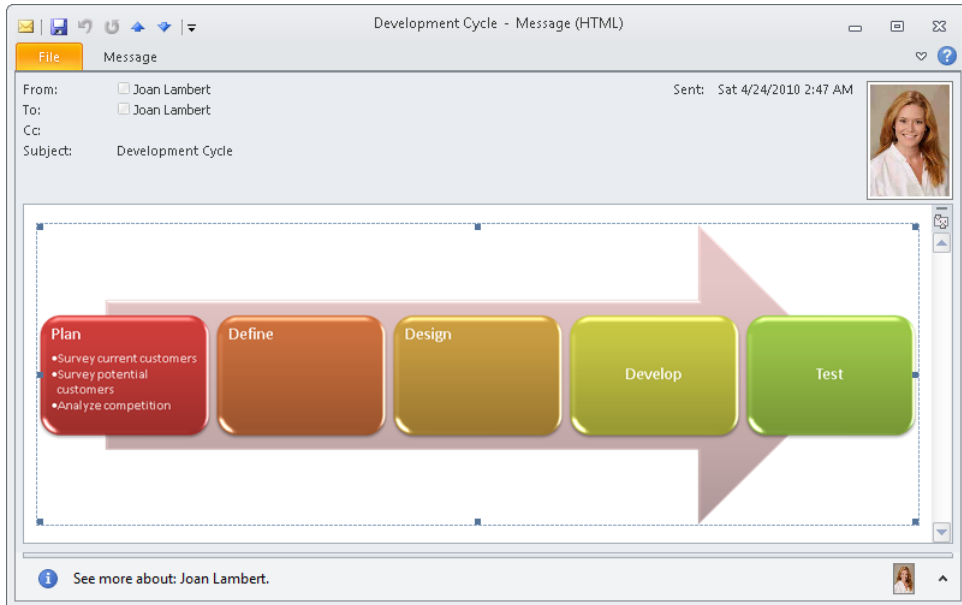 Development Cycle - Message (HTML)
File Message
From: Joan Lambert Sent: Sat 4/24/2010 2:47 AM
To: Joan Lambert
Cc:
Subject: Development Cycle
Plan
•Survey current customers
•Survey potential
customers
•Analyze competition
Define
Design
Develop
Test
See more about: Joan Lambert.